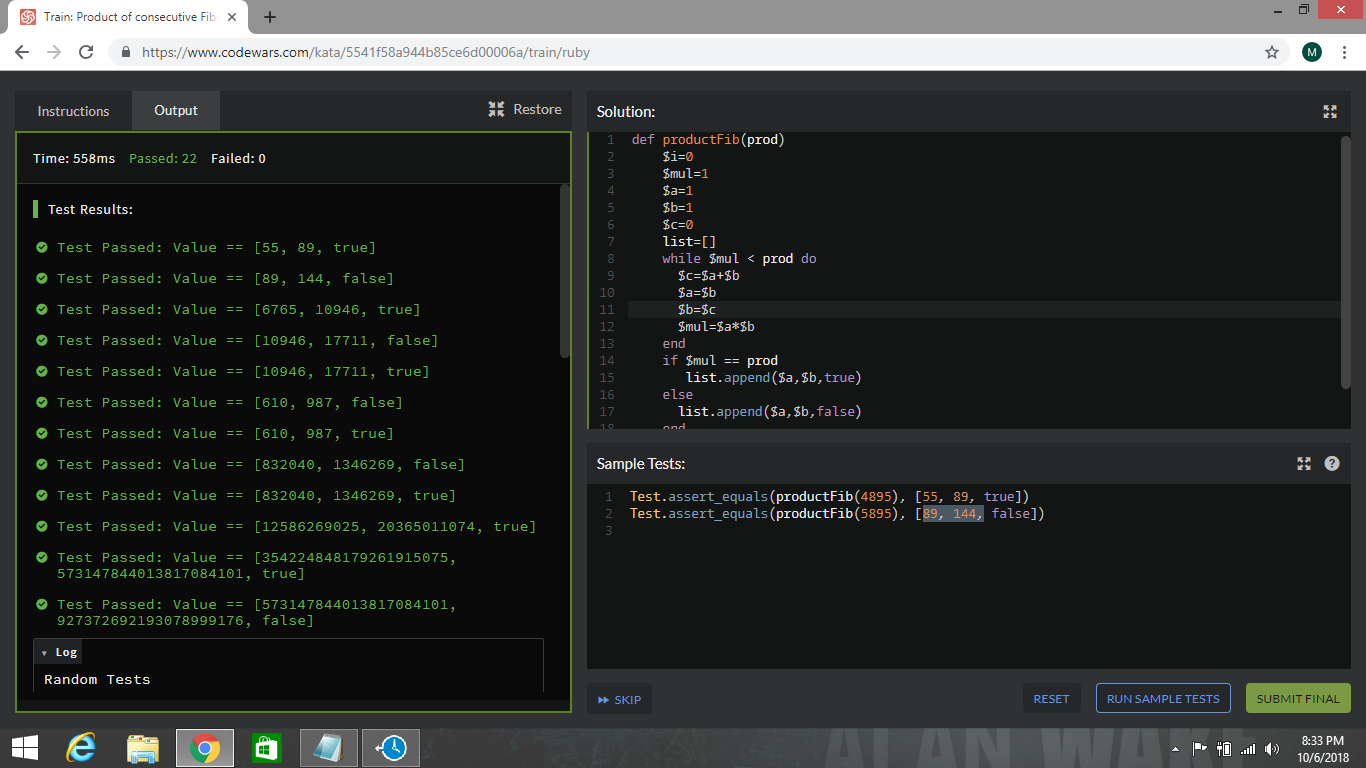 Train: Product of consecutive Fib
https://www.codewars.com/kata/5541f58a944b85ce6d00006a/train/ruby
M
Instructions
Output
Restore
Time: 558ms Passed: 22 Failed: 0
Test Results:
Test Passed: Value == [55, 89, true]
Test Passed: Value == [89, 144, false]
Test Passed: Value == [6765, 10946, true]
Test Passed: Value == [10946, 17711, false]
Test Passed: Value == [10946, 17711, true]
Test Passed: Value == [610, 987, false]
Test Passed: Value == [610, 987, true]
Test Passed: Value == [832040, 1346269, false]
Test Passed: Value == [832040, 1346269, true]
Test Passed: Value == [12586269025, 20365011074, true]
Test Passed: Value == [354224848179261915075,
573147844013817084101, true]
Test Passed: Value == [573147844013817084101,
927372692193078999176, false]
Log
Random Tests
Solution:
1 def productFib(prod)
2 $i=0
3 $mul=1
4 $a=1
5 $b=1
6 $c=0
7 list=[]
8 while $mul < prod do
9 $c=$a+$b
10 $a=$b
11 $b=$c
12 $mul=$a*$b
13 end
14 if $mul == prod
15 list.append($a,$b,true)
16 else
17 list.append($a,$b,false)
18 end
Sample Tests:
?
1 Test.assert_equals(productFib(4895), [55, 89, true])
2 Test.assert_equals(productFib(5895), [89, 144, false])
3
SKIP
RESET
RUN SAMPLE TESTS
SUBMIT FINAL
ALAN WAKE
8:33 PM
10/6/2018